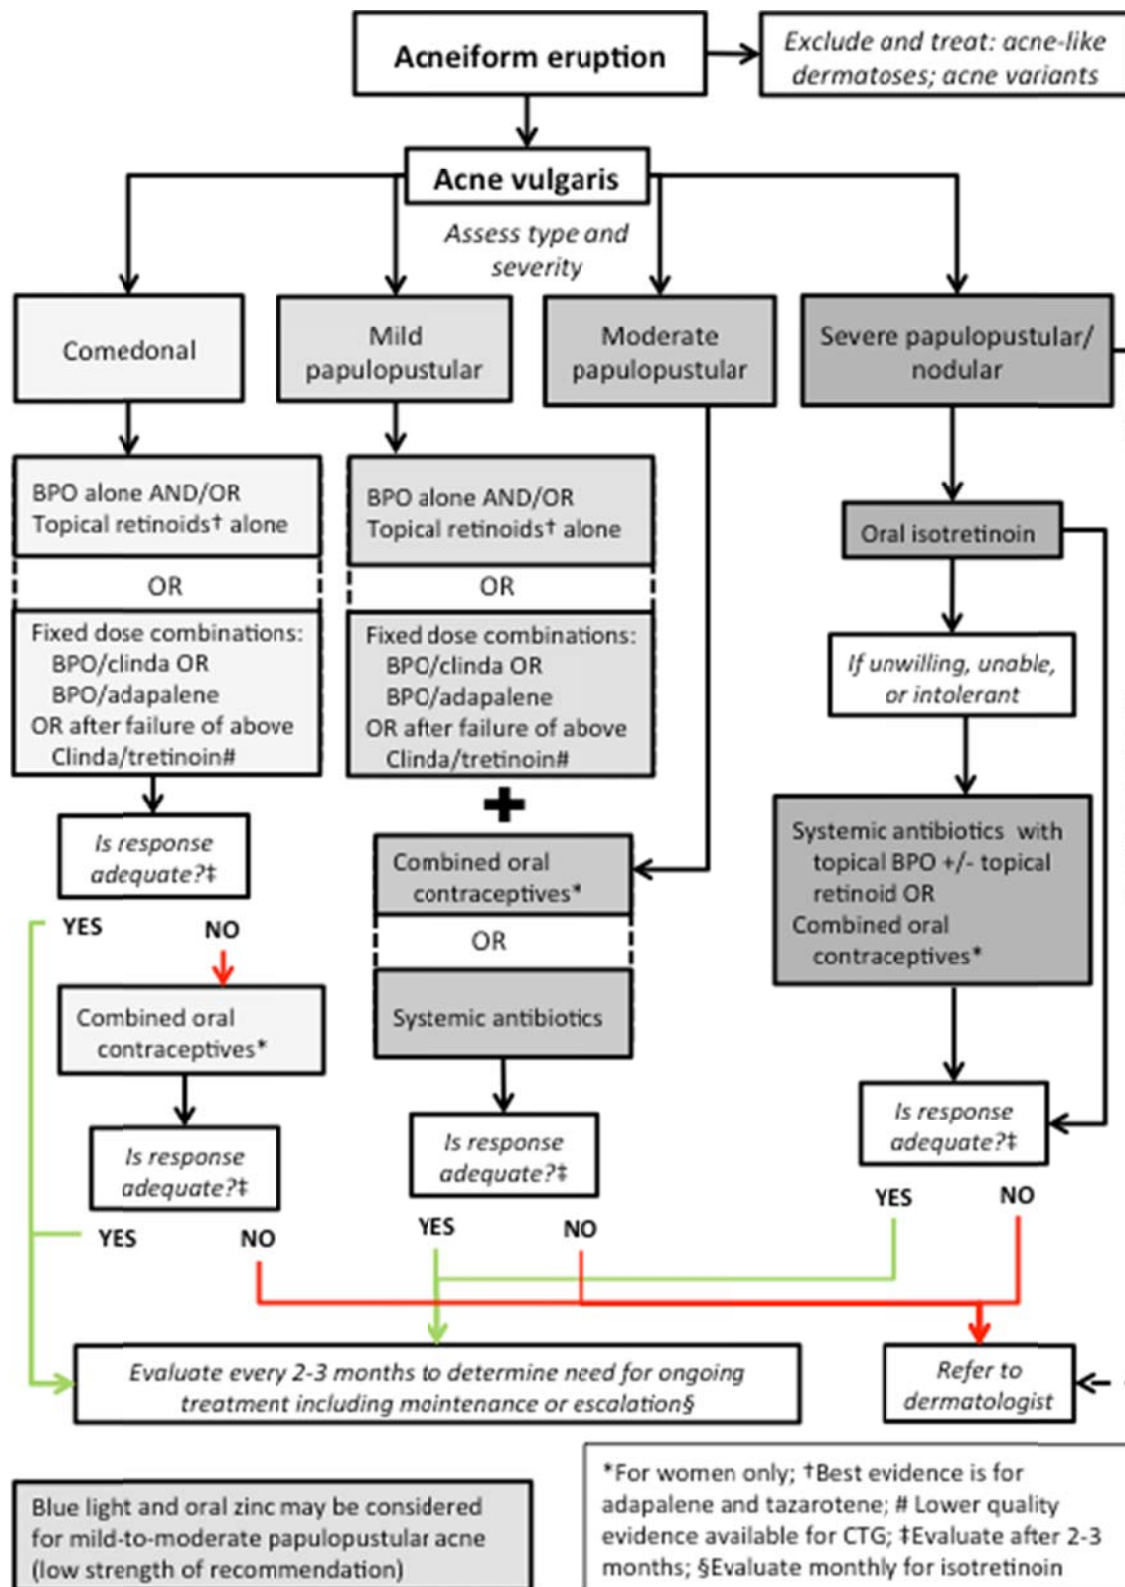 Acneiform eruption
Exclude and treat: acne-like
dermatoses; acne variants
Acne vulgaris
Assess type and
severity
Comedonal
Mild
papulopustular
Moderate
papulopustular
Severe papulopustular/
nodular
BPO alone AND/OR
Topical retinoids† alone
OR
Fixed dose combinations:
BPO/clinda OR
BPO/adapalene
OR after failure of above
Clinda/tretinoin#
Is response
adequate?‡
YES
NO
Combined oral
contraceptives*
Is response
adequate?‡
YES
NO
BPO alone AND/OR
Topical retinoids† alone
OR
Fixed dose combinations:
BPO/clinda OR
BPO/adapalene
OR after failure of above
Clinda/tretinoin#
+
Combined oral
contraceptives*
OR
Systemic antibiotics
Is response
adequate?‡
YES
NO
Oral isotretinoin
If unwilling, unable,
or intolerant
Systemic antibiotics with
topical BPO +/- topical
retinoid OR
Combined oral
contraceptives*
Is response
adequate?‡
YES
NO
Evaluate every 2-3 months to determine need for ongoing
treatment including maintenance or escalation§
Refer to
dermatologist
Blue light and oral zinc may be considered
for mild-to-moderate papulopustular acne
(low strength of recommendation)
*For women only; †Best evidence is for
adapalene and tazarotene; # Lower quality
evidence available for CTG; ‡Evaluate after 2-3
months; §Evaluate monthly for isotretinoin